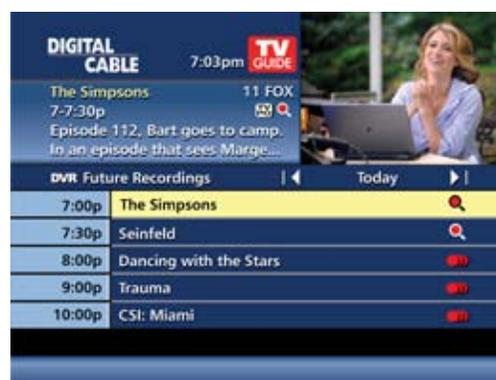 DIGITAL
CABLE
7:03pm
TV
GUIDE
The Simpsons 11 FOX
7-7:30p
Episode 112, Bart goes to camp.
In an episode that sees Marge...
DVR Future Recordings Today
7:00p The Simpsons
7:30p Seinfeld
8:00p Dancing with the Stars
9:00p Trauma
10:00p CSI: Miami